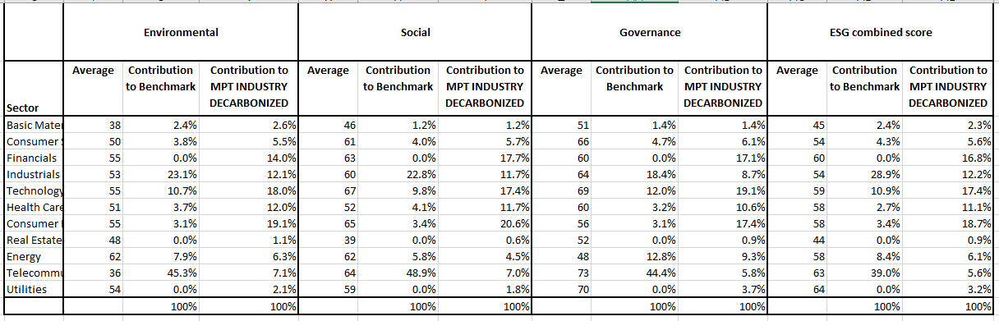 Environmental Social Governance ESG combined score
Average Contribution Contribution to Average Contribution Contribution to Average Contribution to Contribution to Average Contribution Contribution to
to Benchmark MPT INDUSTRY to Benchmark MPT INDUSTRY Benchmark MPT INDUSTRY to Benchmark MPT INDUSTRY
Sector DECARBONIZED DECARBONIZED DECARBONIZED DECARBONIZED
Basic Mater 38 2.4% 2.6% 46 1.2% 1.2% 51 1.4% 1.4% 45 2.4% 2.3%
Consumer 50 3.8% 5.5% 61 4.0% 5.7% 66 4.7% 6.1% 54 4.3% 5.6%
Financials 55 0.0% 14.0% 63 0.0% 17.7% 60 0.0% 17.1% 60 0.0% 16.8%
Industrials 53 23.1% 12.1% 60 22.8% 11.7% 64 18.4% 8.7% 54 28.9% 12.2%
Technology 55 10.7% 18.0% 67 9.8% 17.4% 69 12.0% 19.1% 59 10.9% 17.4%
Health Care 51 3.7% 12.0% 52 4.1% 11.7% 60 3.2% 10.6% 58 2.7% 11.1%
Consumer 55 3.1% 19.1% 65 3.4% 20.6% 56 3.1% 17.4% 58 3.4% 18.7%
Real Estate 48 0.0% 1.1% 39 0.0% 0.6% 52 0.0% 0.9% 44 0.0% 0.9%
Energy 62 7.9% 6.3% 62 5.8% 4.5% 48 12.8% 9.3% 58 8.4% 6.1%
Telecommu 36 45.3% 7.1% 64 48.9% 7.0% 73 44.4% 5.8% 63 39.0% 5.6%
Utilities 54 0.0% 2.1% 59 0.0% 1.8% 70 0.0% 3.7% 64 0.0% 3.2%
100% 100% 100% 100% 100% 100% 100% 100%